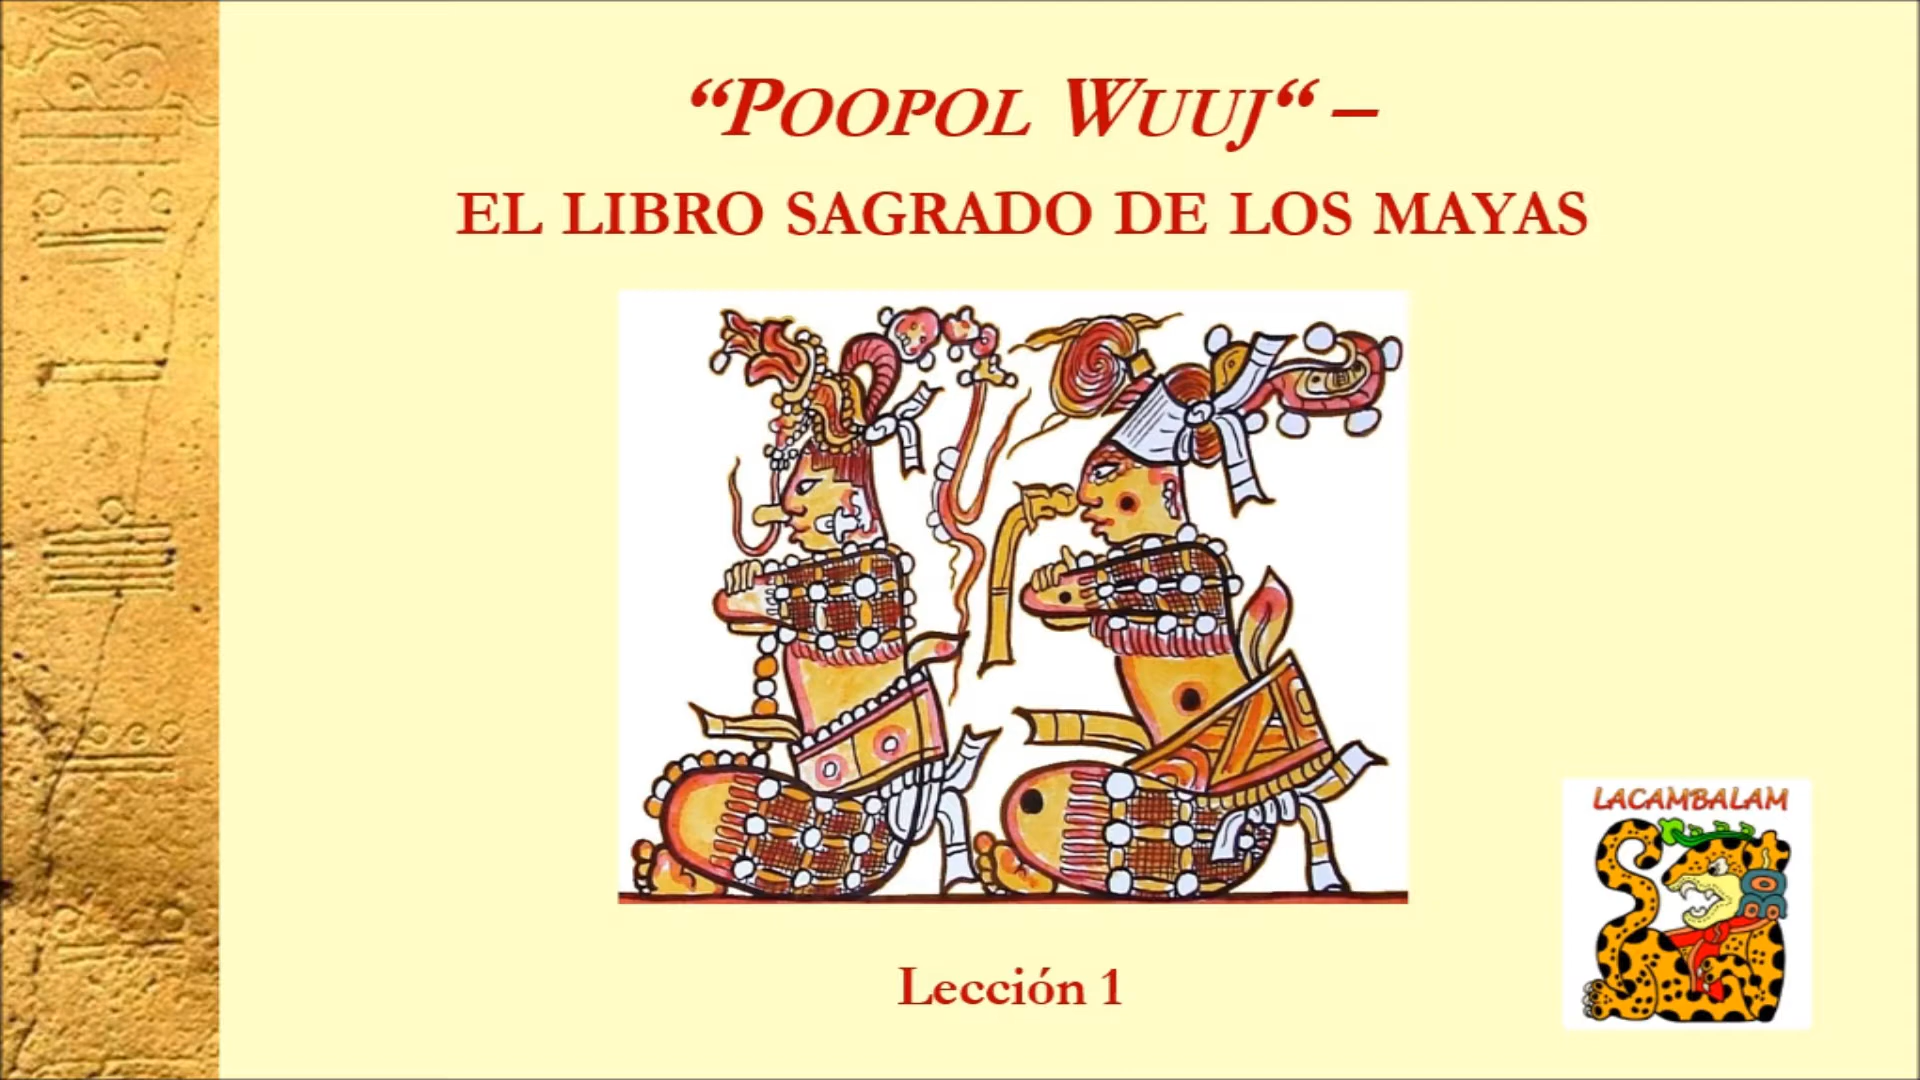 “POOPOL WUUJ“ –
EL LIBRO SAGRADO DE LOS MAYAS
LACAMBALAM
Lección 1